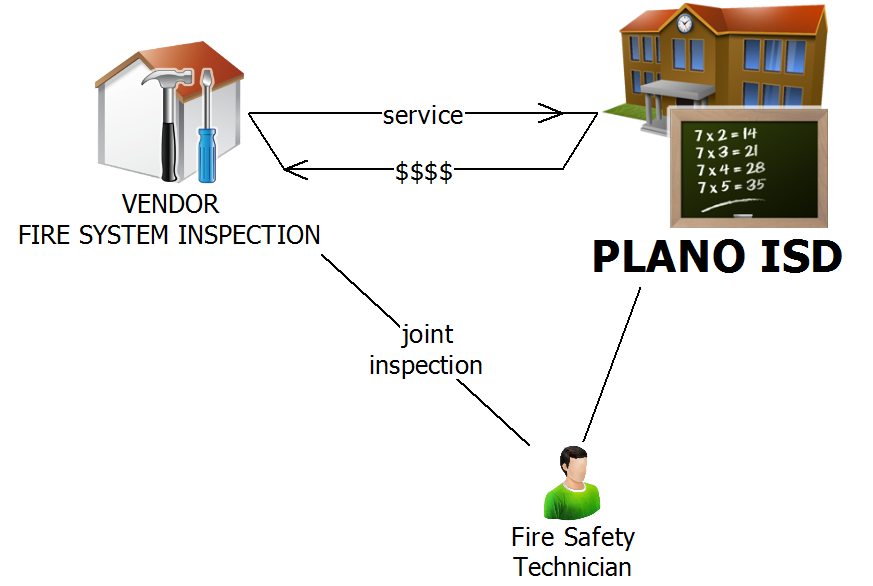 service
$$$$
7 x 2 = 14
7 x 3 = 21
7 x 4 = 28
7 x 5 = 35
VENDOR
FIRE SYSTEM INSPECTION
PLANO ISD
joint
inspection
Fire Safety
Technician